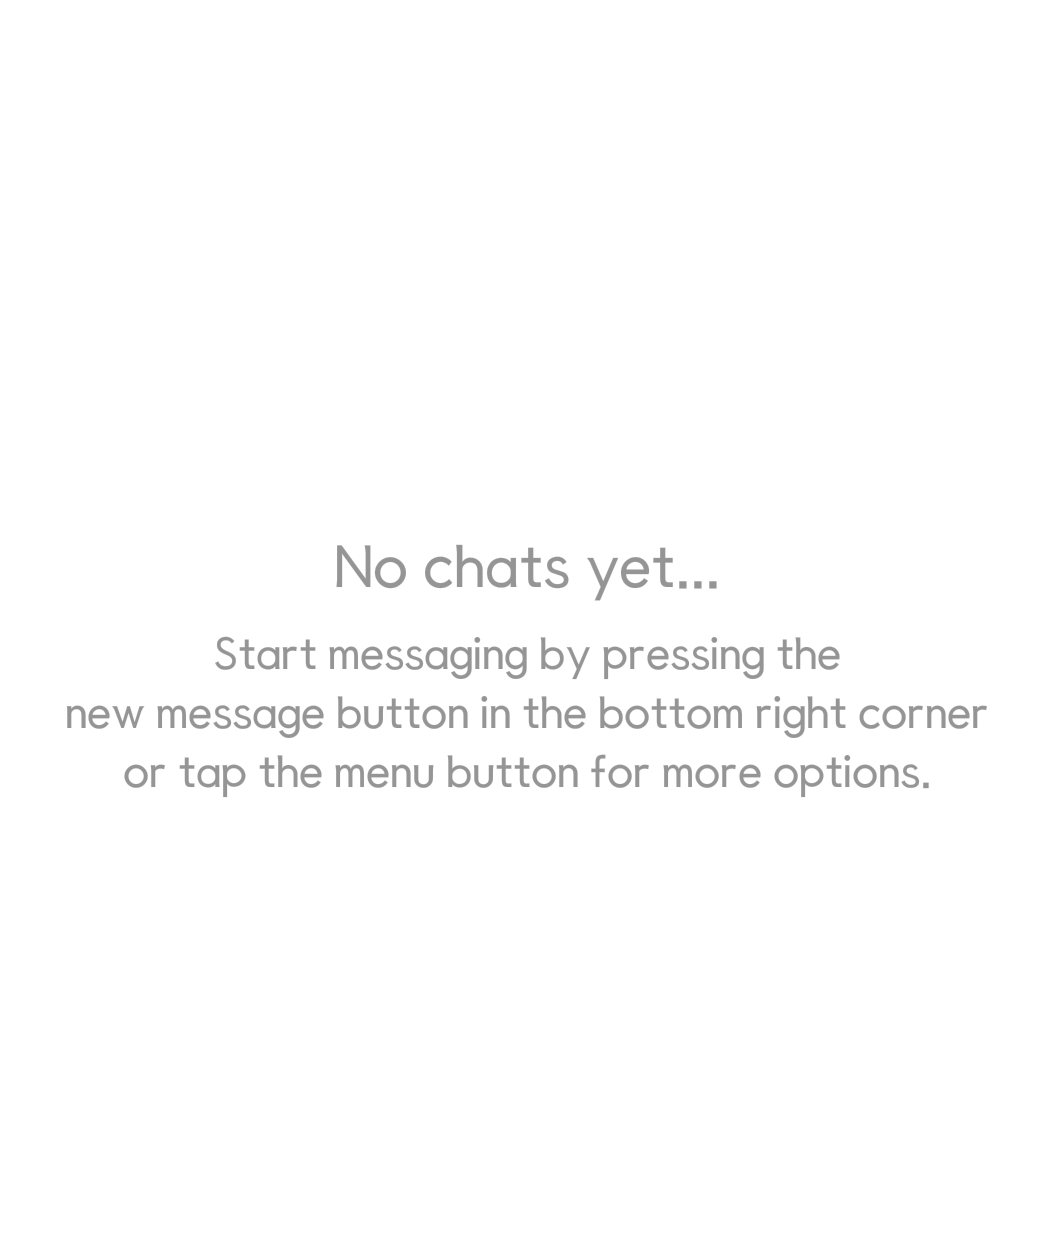 No chats yet...
Start messaging by pressing the
new message button in the bottom right corner
or tap the menu button for more options.